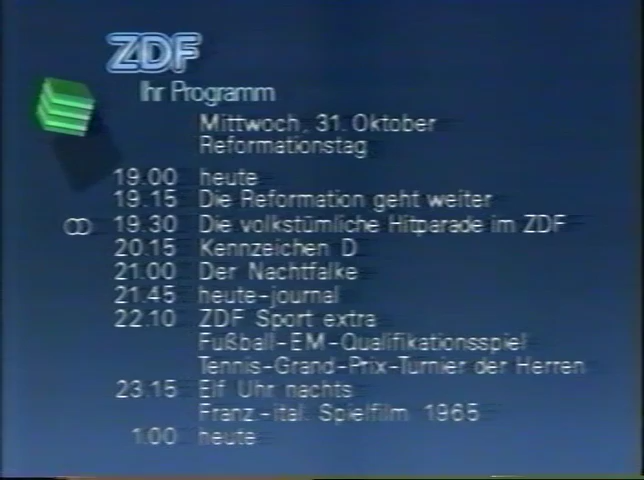 ZDF
Ihr Programm
Mittwoch, 31. Oktober
Reformationstag
19.00 heute
19.15 Die Reformation geht weiter
19.30 Die volkstümliche Hitparade im ZDF
20.15 Kennzeichen D
21.00 Der Nachtfalke
21.45 heute-journal
22.10 ZDF Sport extra
Fußball-EM-Qualifikationsspiel
Tennis-Grand-Prix-Turnier der Herren
23.15 Elf Uhr nachts
Franz.-ital. Spielfilm 1965
1.00 heute